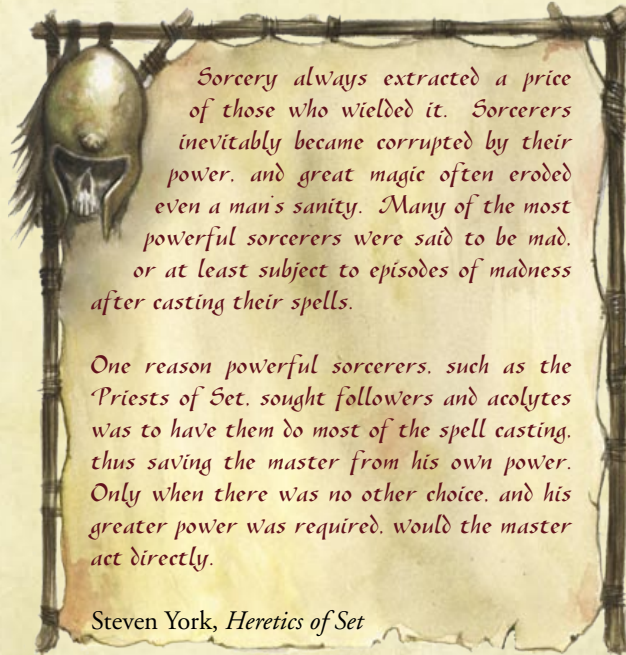 Sorcery always extracted a price
of those who wielded it. Sorcerers
inevitably became corrupted by their
power, and great magic often eroded
even a man's sanity. Many of the most
powerful sorcerers were said to be mad,
or at least subject to episodes of madness
after casting their spells.
One reason powerful sorcerers, such as the
Priests of Set, sought followers and acolytes
was to have them do most of the spell casting,
thus saving the master from his own power.
Only when there was no other choice, and his
greater power was required, would the master
act directly.
Steven York, Heretics of Set